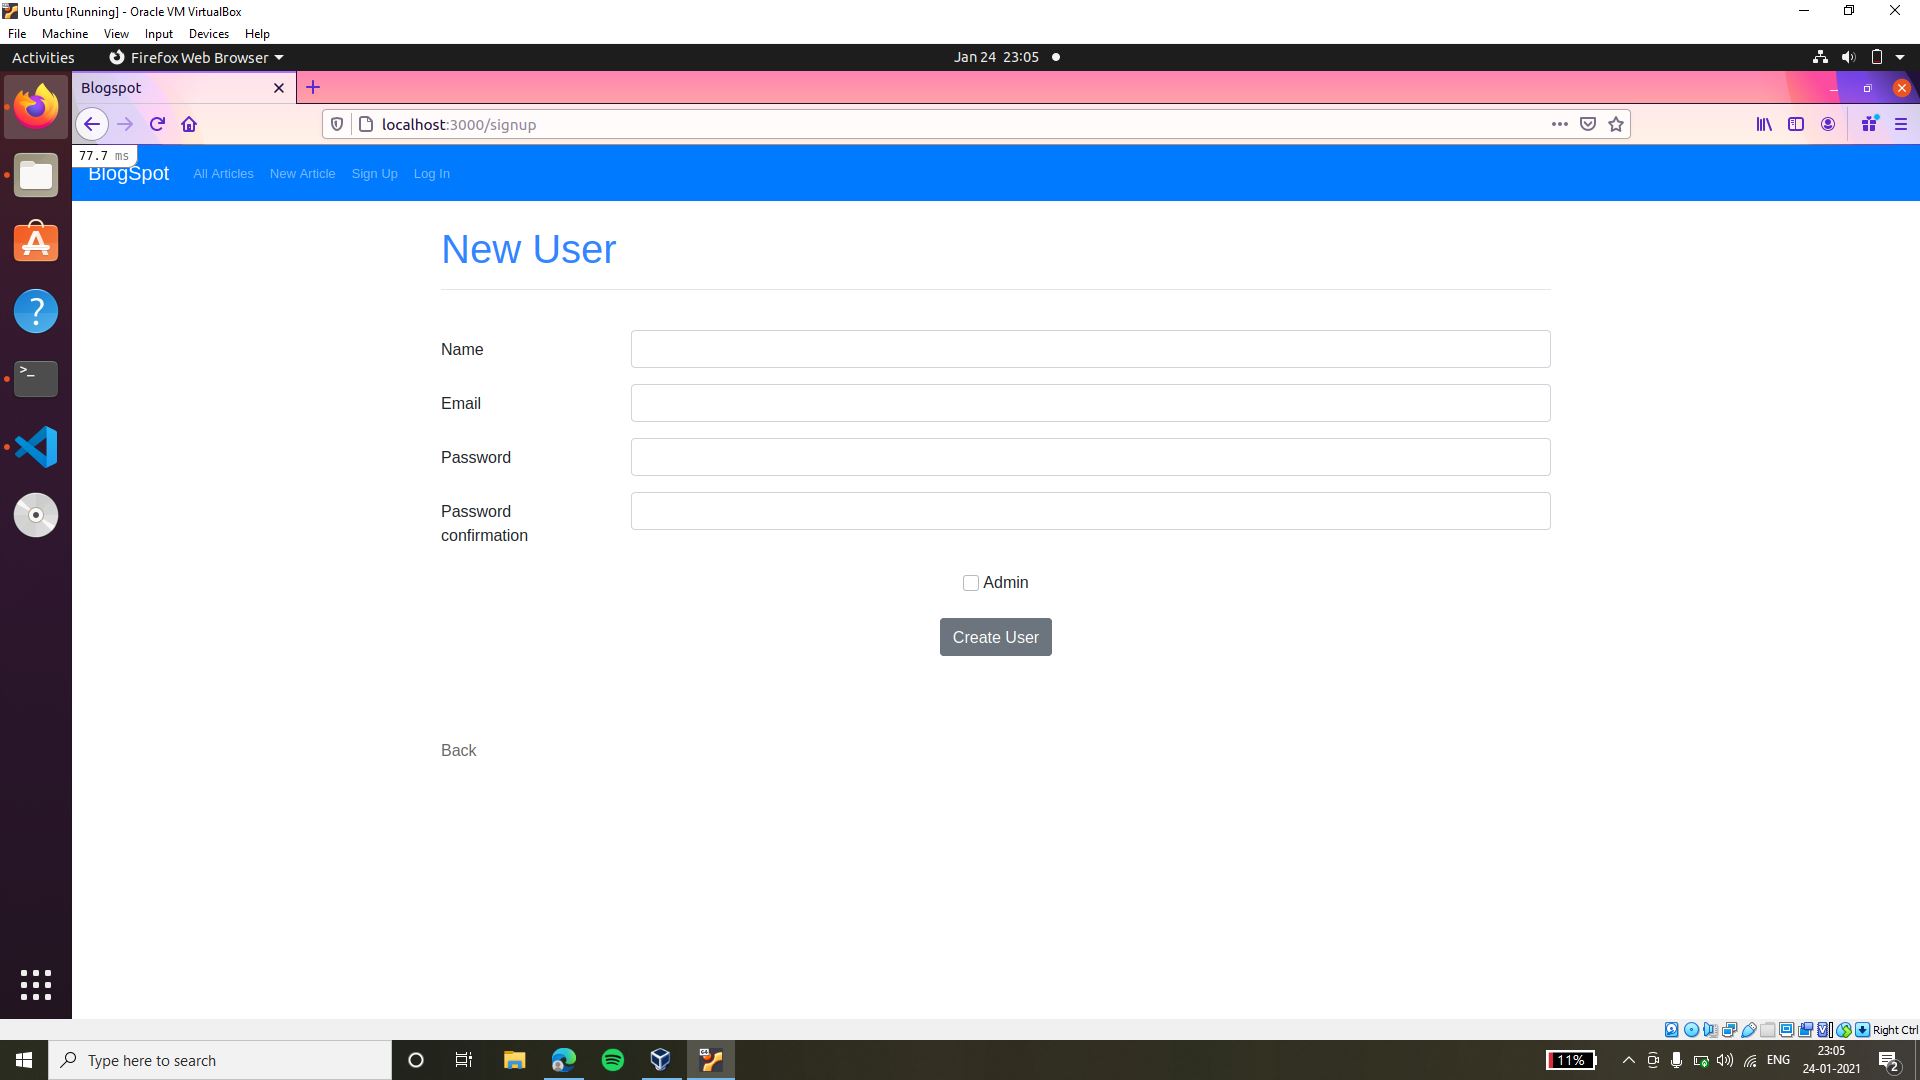 Ubuntu [Running] - Oracle VM VirtualBox
File Machine View Input Devices Help
Activities Firefox Web Browser Jan 24 23:05
Blogspot
localhost:3000/signup
77.7 ms
BlogSpot All Articles New Article Sign Up Log In
New User
Name
Email
Password
Password
confirmation
Admin
Create User
Back
Right Ctrl
Type here to search
11%
ENG
23:05
24-01-2021
2